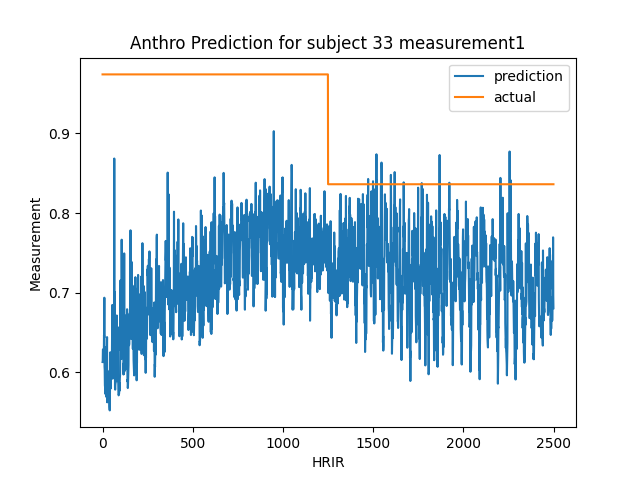 Anthro Prediction for subject 33 measurement1
prediction
actual
Measurement
0.9
0.8
0.7
0.6
0
500
1000
1500
2000
2500
HRIR